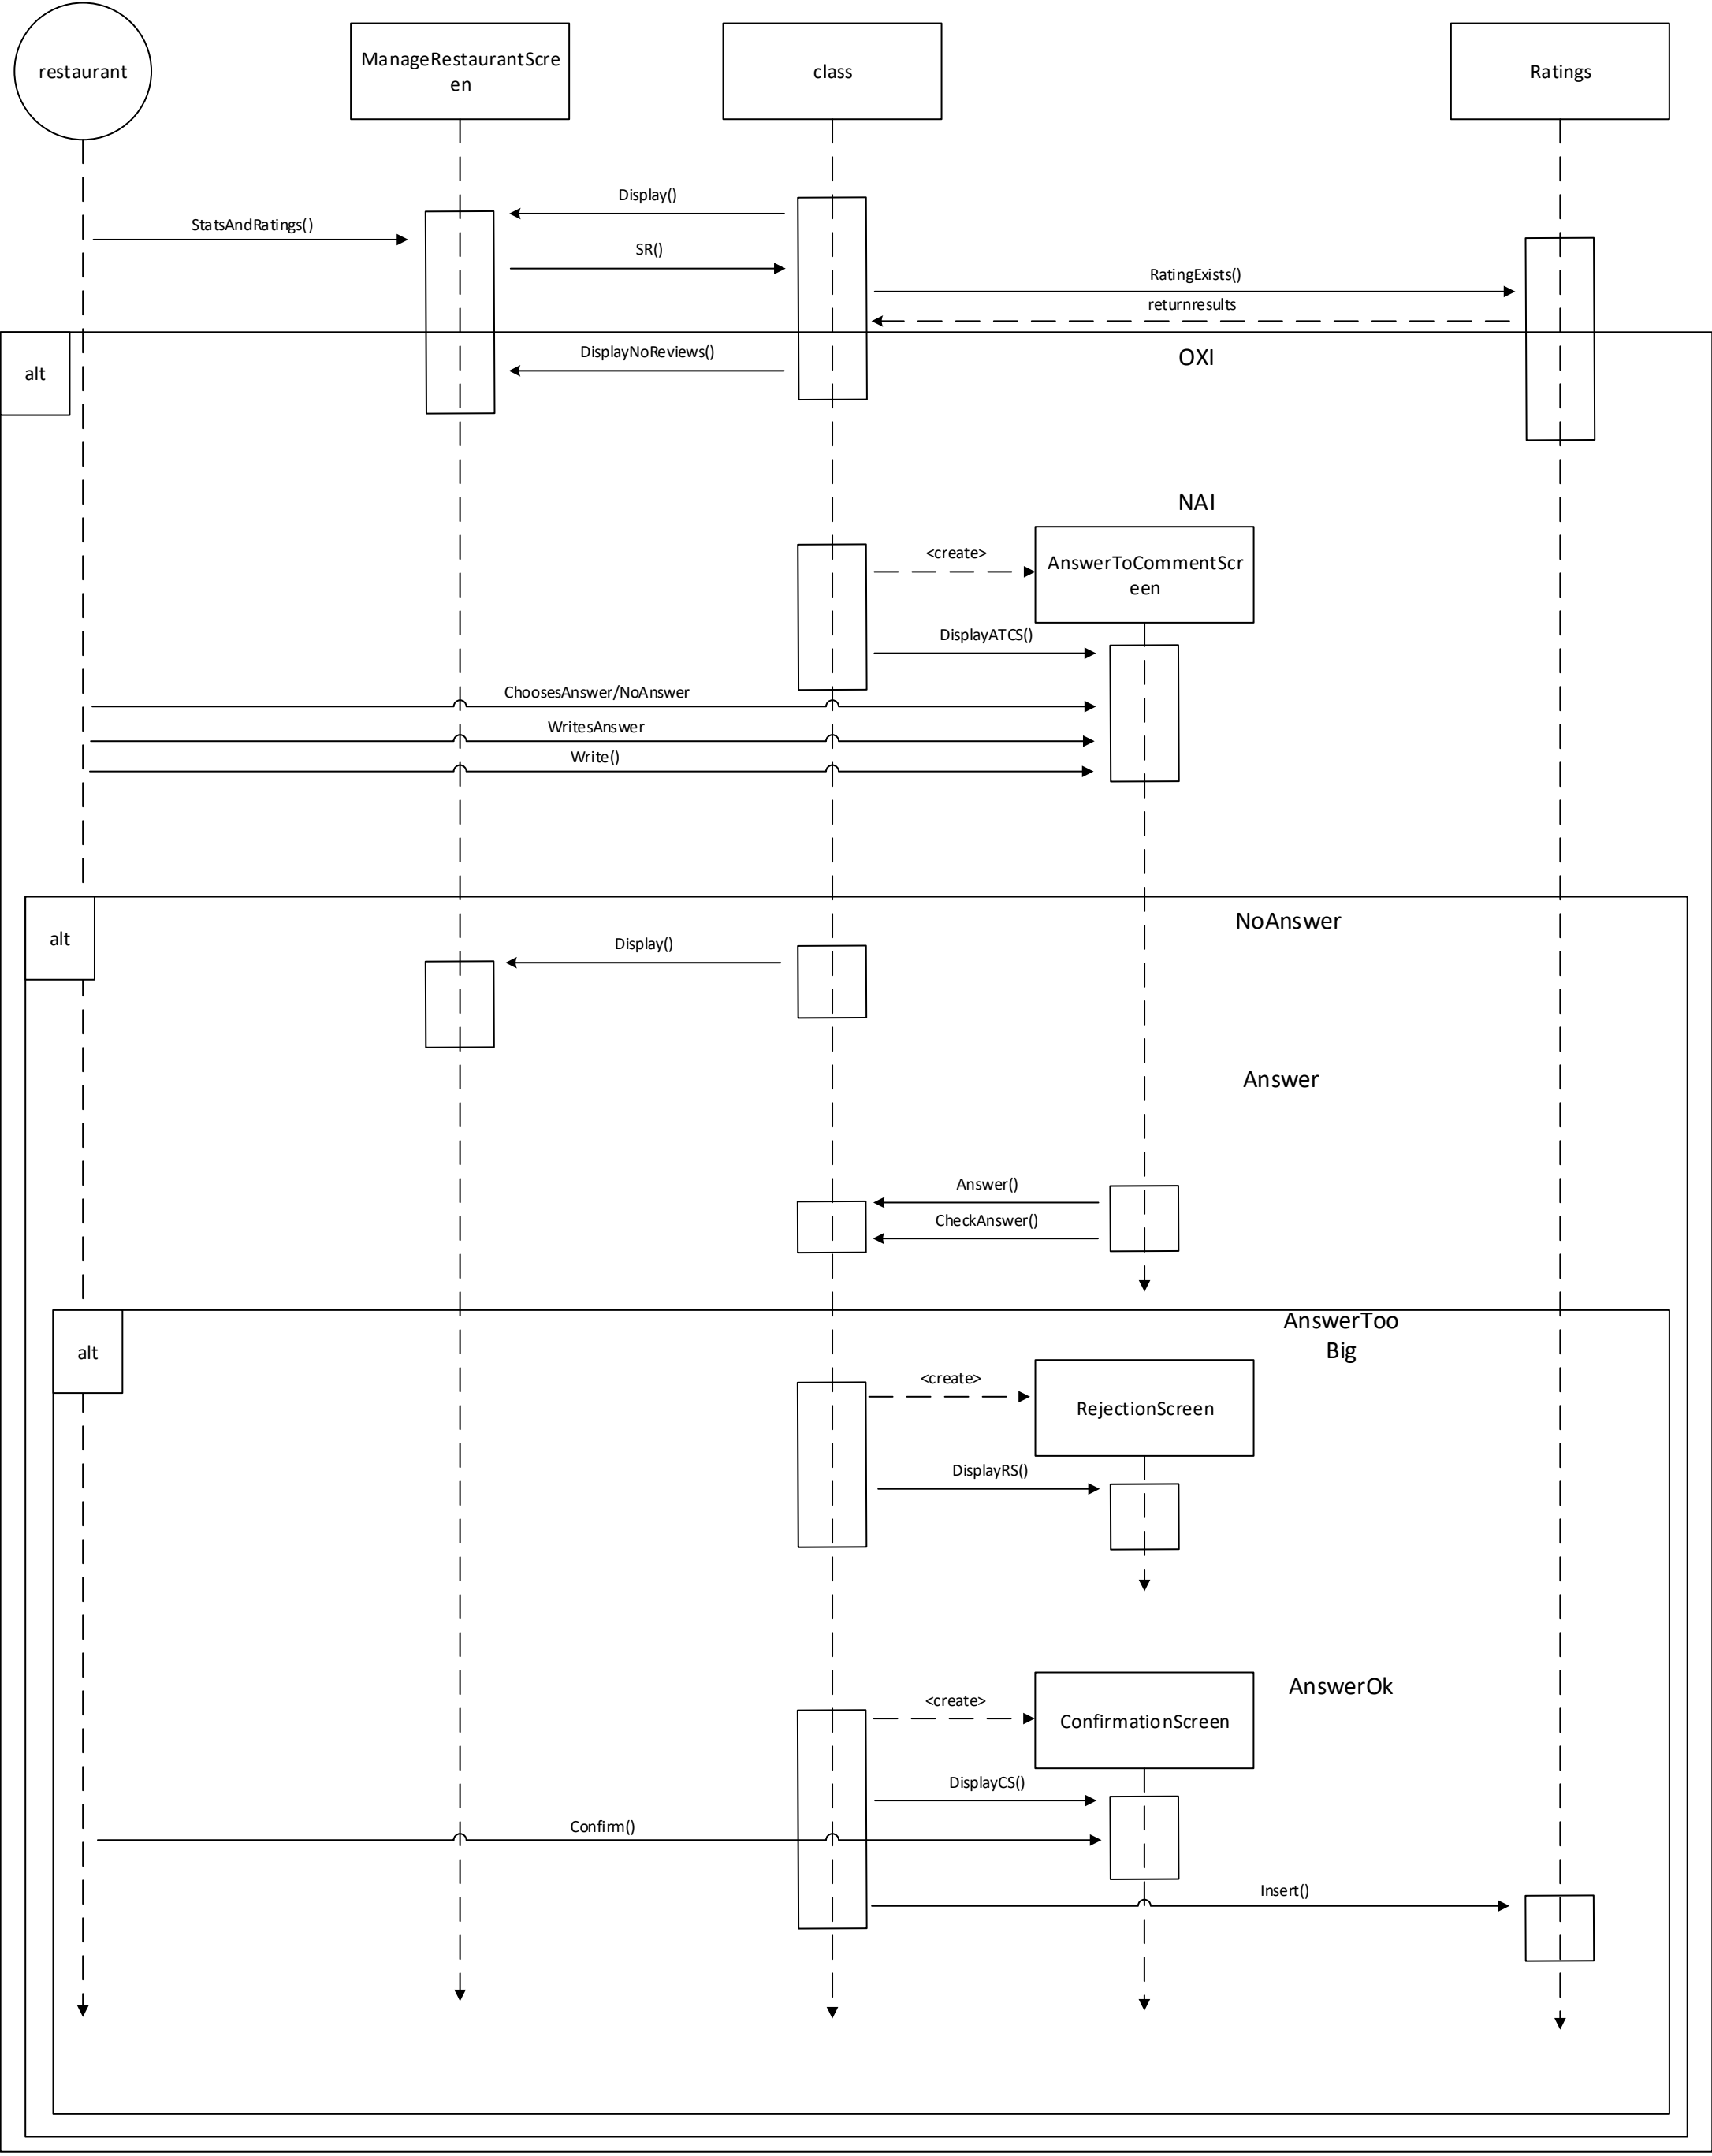 restaurant
ManageRestaurantScre
en
class
Ratings
Display()
StatsAndRatings()
SR()
RatingExists()
returnresults
alt
DisplayNoReviews()
OXI
NAI
<create>
AnswerToCommentScr
een
DisplayATCS()
ChoosesAnswer/NoAnswer
WritesAnswer
Write()
alt
NoAnswer
Display()
Answer
Answer()
CheckAnswer()
alt
AnswerToo
Big
<create>
RejectionScreen
DisplayRS()
AnswerOk
<create>
ConfirmationScreen
DisplayCS()
Confirm()
Insert()